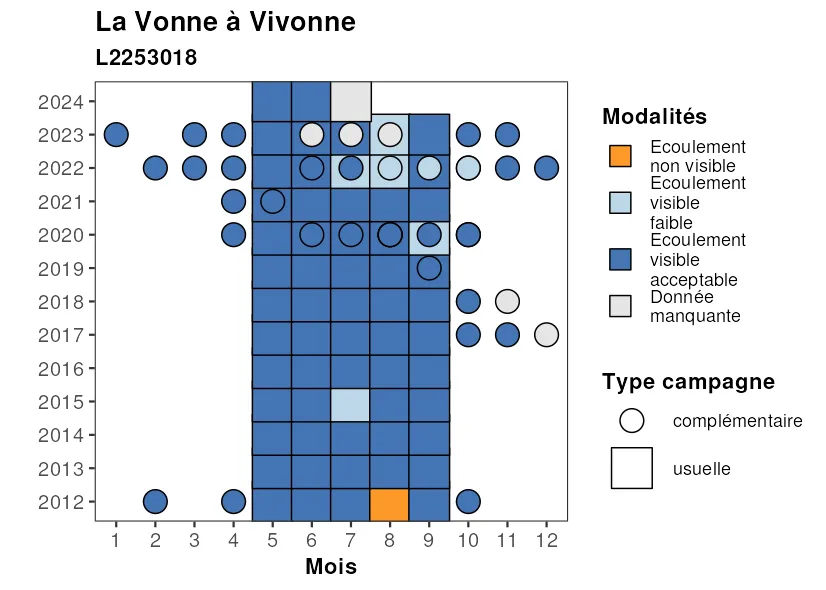 La Vonne à Vivonne
L2253018
2024
2023
2022
2021
2020
2019
2018
2017
2016
2015
2014
2013
2012
1 2 3 4 5 6 7 8 9 10 11 12
Mois
Modalités
Ecoulement
non visible
Ecoulement
visible
faible
Ecoulement
visible
acceptable
Donnée
manquante
Type campagne
complémentaire
usuelle